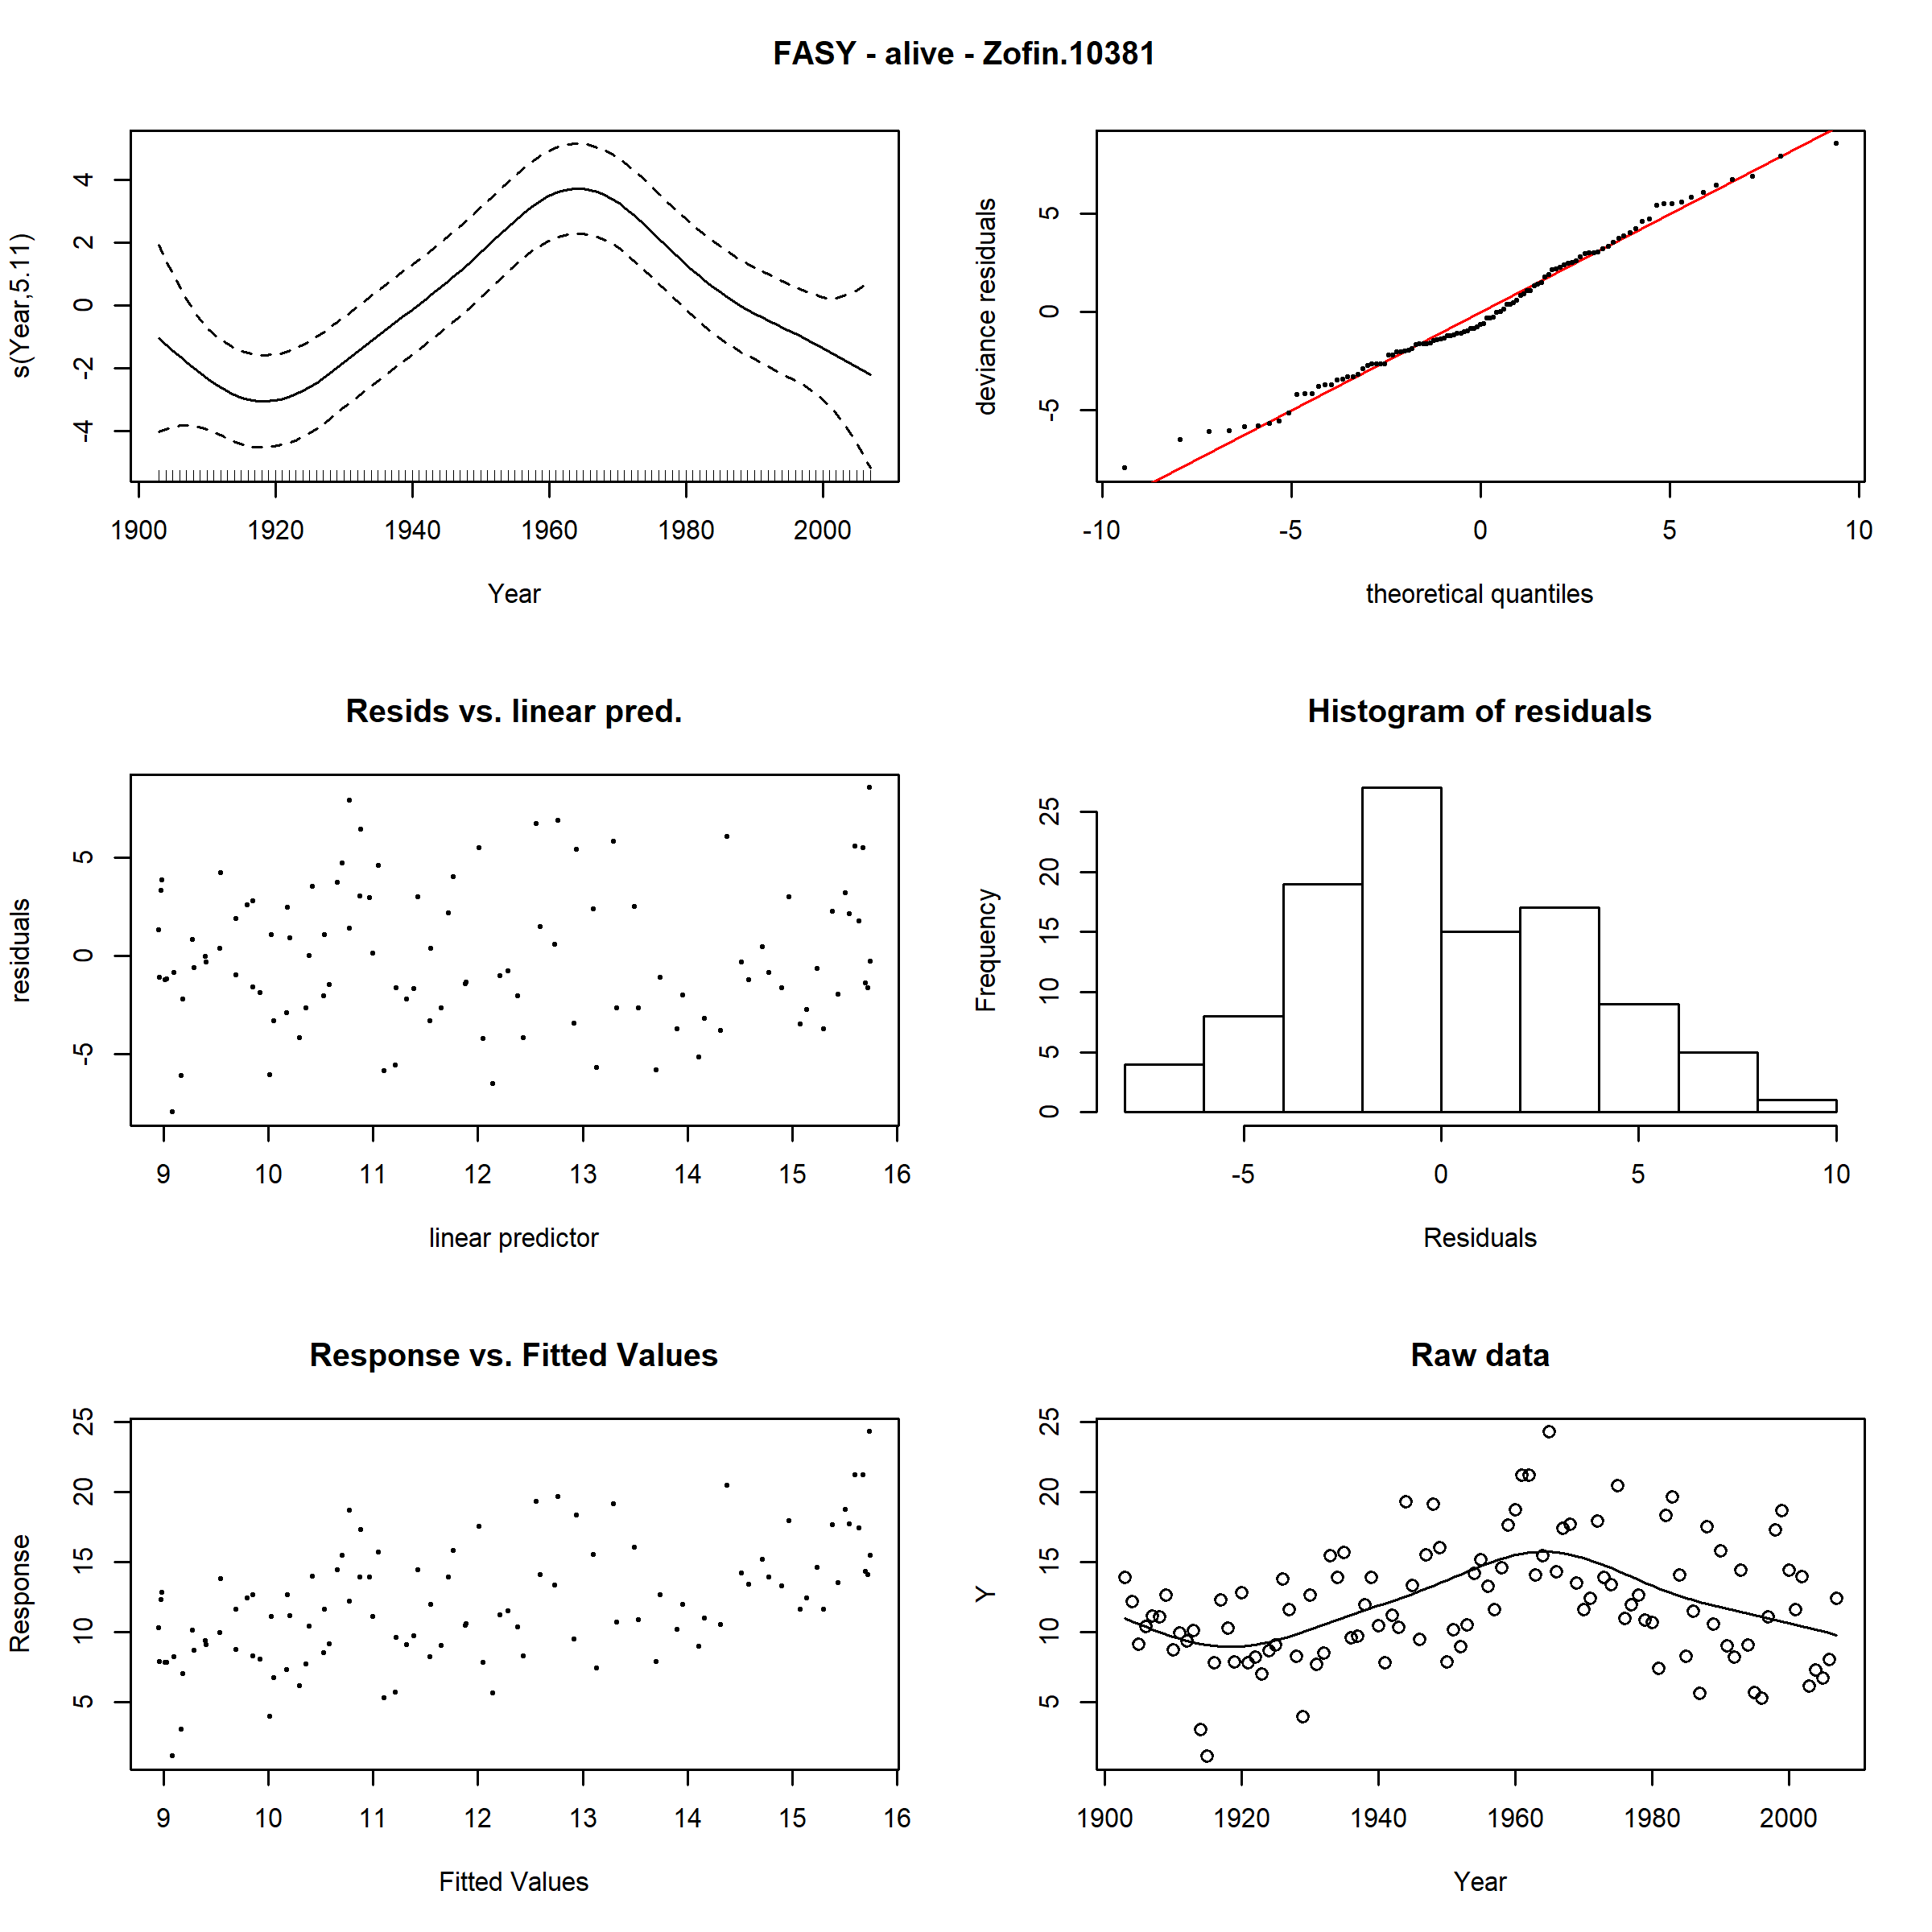 FASY - alive - Zofin.10381
s(Year,5.11)
-4 -2 0 2 4
1900 1920 1940 1960 1980 2000
Year
deviance residuals
-5 0 5
-10 -5 0 5 10
theoretical quantiles
Resids vs. linear pred.
residuals
-5 0 5
9 10 11 12 13 14 15 16
linear predictor
Histogram of residuals
Frequency
0 5 10 15 20 25
-5 0 5 10
Residuals
Response vs. Fitted Values
Response
5 10 15 20 25
9 10 11 12 13 14 15 16
Fitted Values
Raw data
Y
5 10 15 20 25
1900 1920 1940 1960 1980 2000
Year